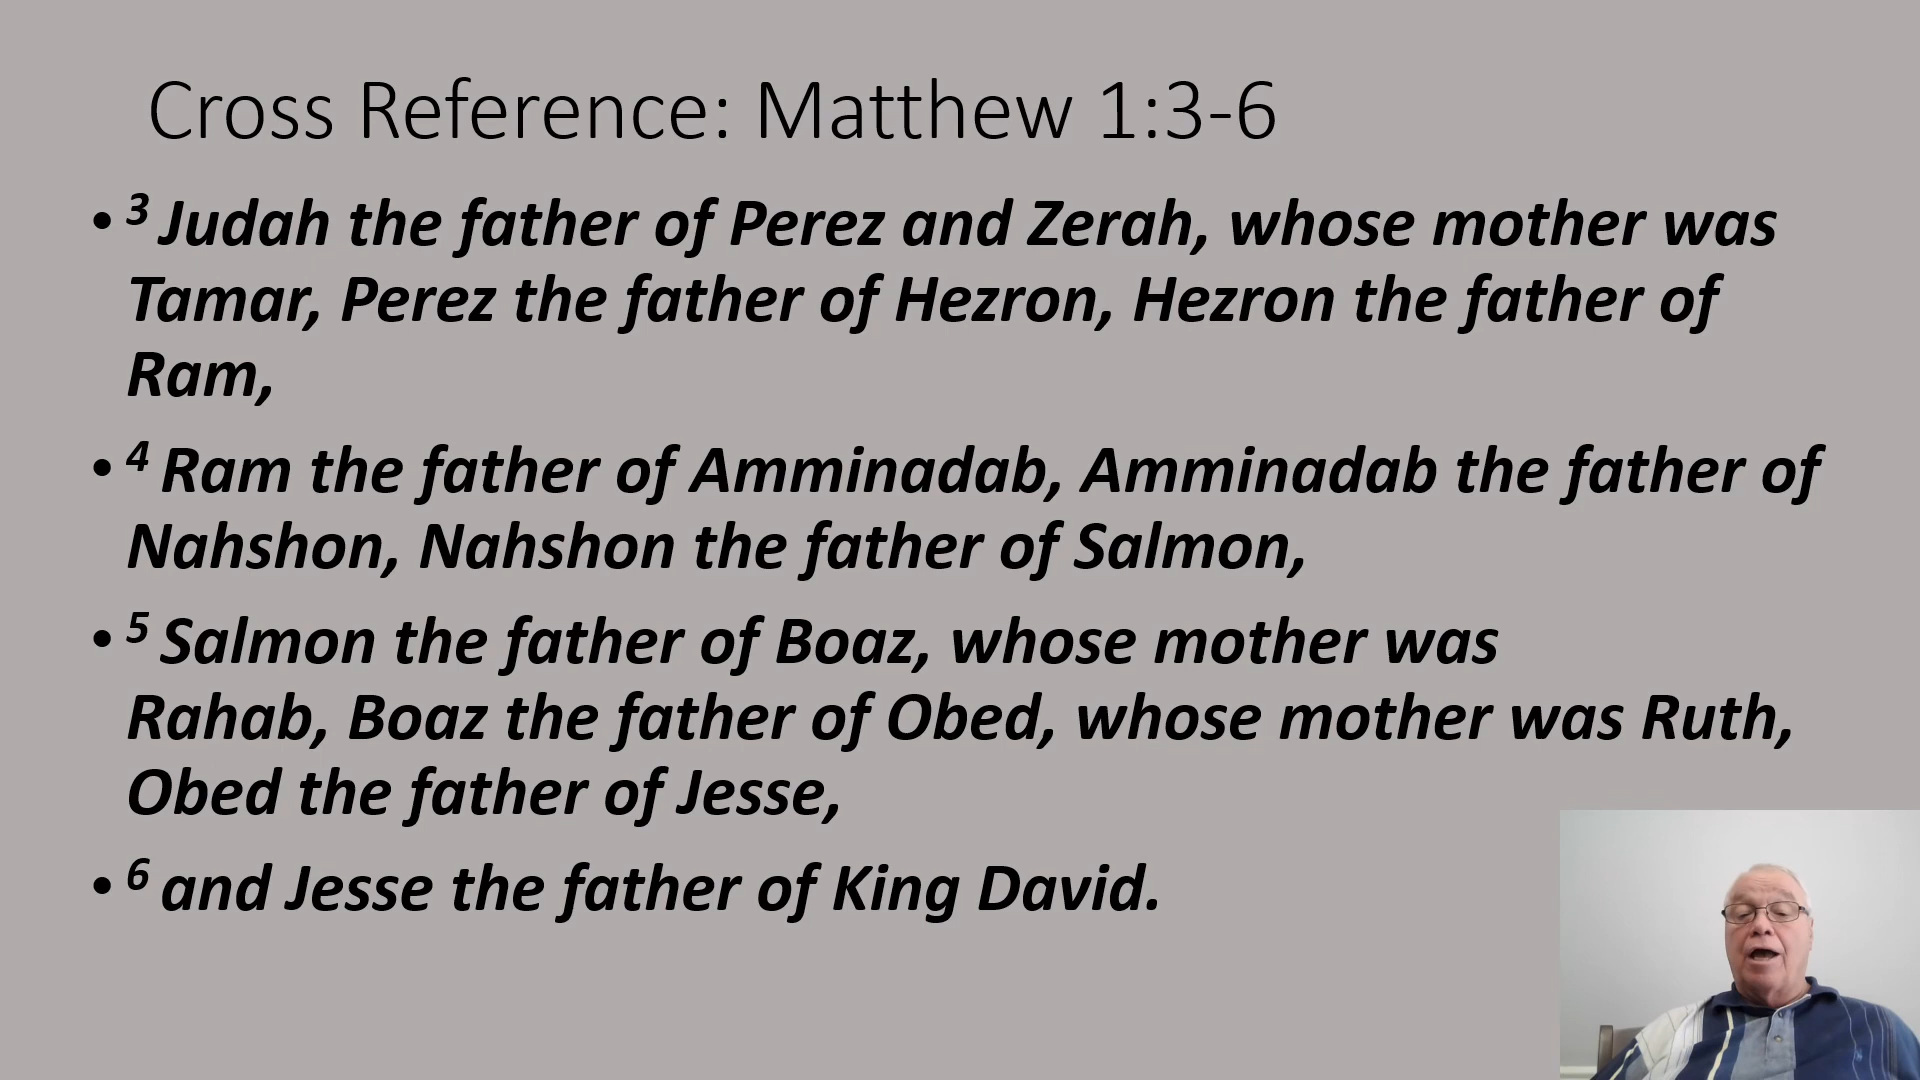 Cross Reference: Matthew 1:3-6
• 3 Judah the father of Perez and Zerah, whose mother was
Tamar, Perez the father of Hezron, Hezron the father of
Ram,
• 4 Ram the father of Amminadab, Amminadab the father of
Nahshon, Nahshon the father of Salmon,
• 5 Salmon the father of Boaz, whose mother was
Rahab, Boaz the father of Obed, whose mother was Ruth,
Obed the father of Jesse,
• 6 and Jesse the father of King David.